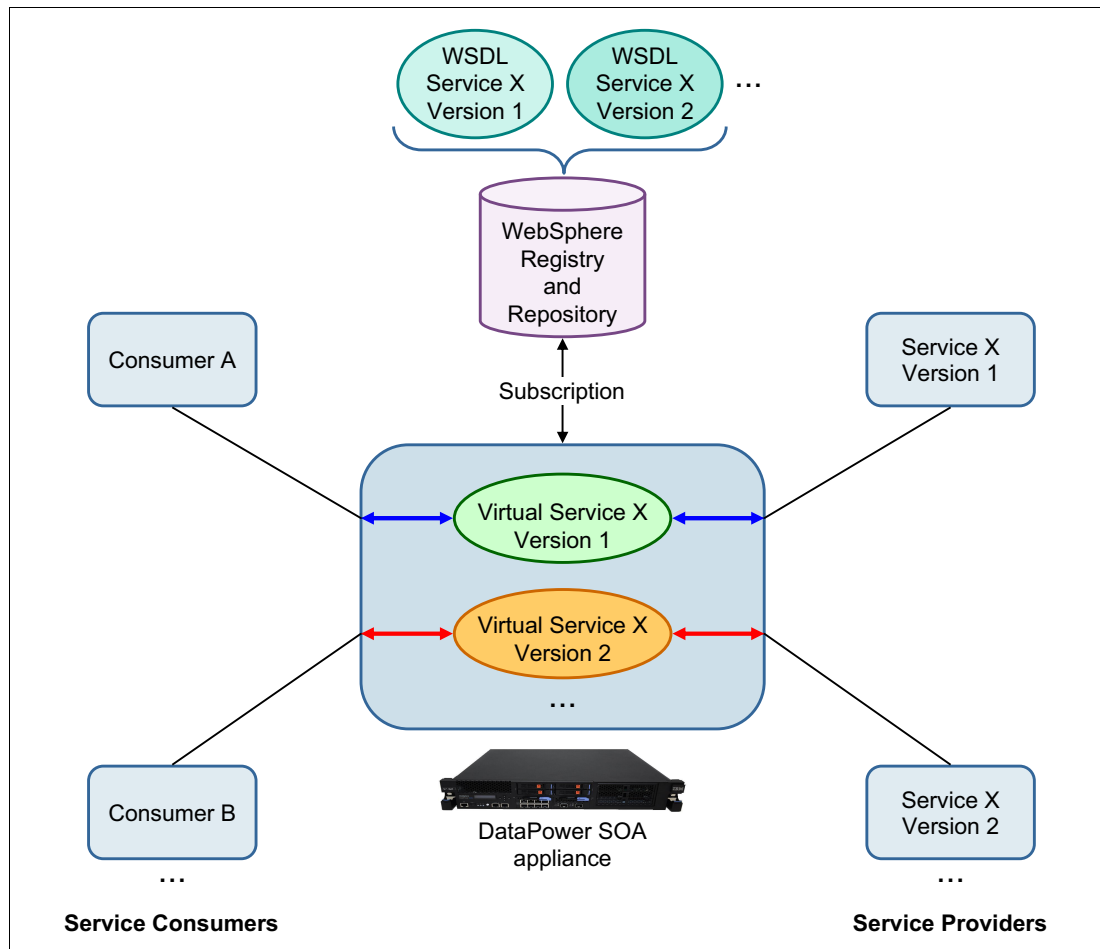 WSDL
Service X
Version 1
WSDL
Service X
Version 2
...
WebSphere
Registry
and
Repository
Subscription
Consumer A
Service X
Version 1
Virtual Service X
Version 1
Virtual Service X
Version 2
...
Consumer B
Service X
Version 2
DataPower SOA
appliance
...
...
Service Consumers
Service Providers